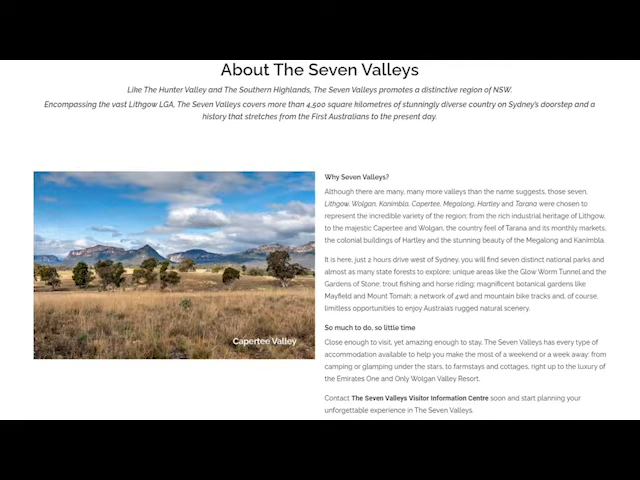 About The Seven Valleys
Like The Hunter Valley and The Southern Highlands, The Seven Valleys promotes a distinctive region of NSW.
Encompassing the vast Lithgow LGA, The Seven Valleys covers more than 4,500 square kilometres of stunningly diverse country on Sydney's doorstep and a
history that stretches from the First Australians to the present day.
Capertee Valley
Why Seven Valleys?
Although there are many, many more valleys than the name suggests, those seven,
Lithgow, Wolgan, Kanimbla, Capertee, Megalong, Hartley and Tarana were chosen to
represent the incredible variety of the region; from the rich industrial heritage of Lithgow,
to the majestic Capertee and Wolgan, the country feel of Tarana and its monthly markets,
the colonial buildings of Hartley and the stunning beauty of the Megalong and Kanimbla.
It is here, just 2 hours drive west of Sydney, you will find seven distinct national parks and
almost as many state forests to explore; unique areas like the Glow Worm Tunnel and the
Gardens of Stone, trout fishing and horse riding; magnificent botanical gardens like
Mayfield and Mount Tomah; a network of 4wd and mountain bike tracks and, of course,
limitless opportunities to enjoy Australia's rugged natural scenery.
So much to do, so little time
Close enough to visit, yet amazing enough to stay, The Seven Valleys has every type of
accommodation available to help you make the most of a weekend or a week away: from
camping or glamping under the stars, to farmstays and cottages, right up to the luxury of
the Emirates One and Only Wolgan Valley Resort.
Contact The Seven Valleys Visitor Information Centre soon and start planning your
unforgettable experience in The Seven Valleys.